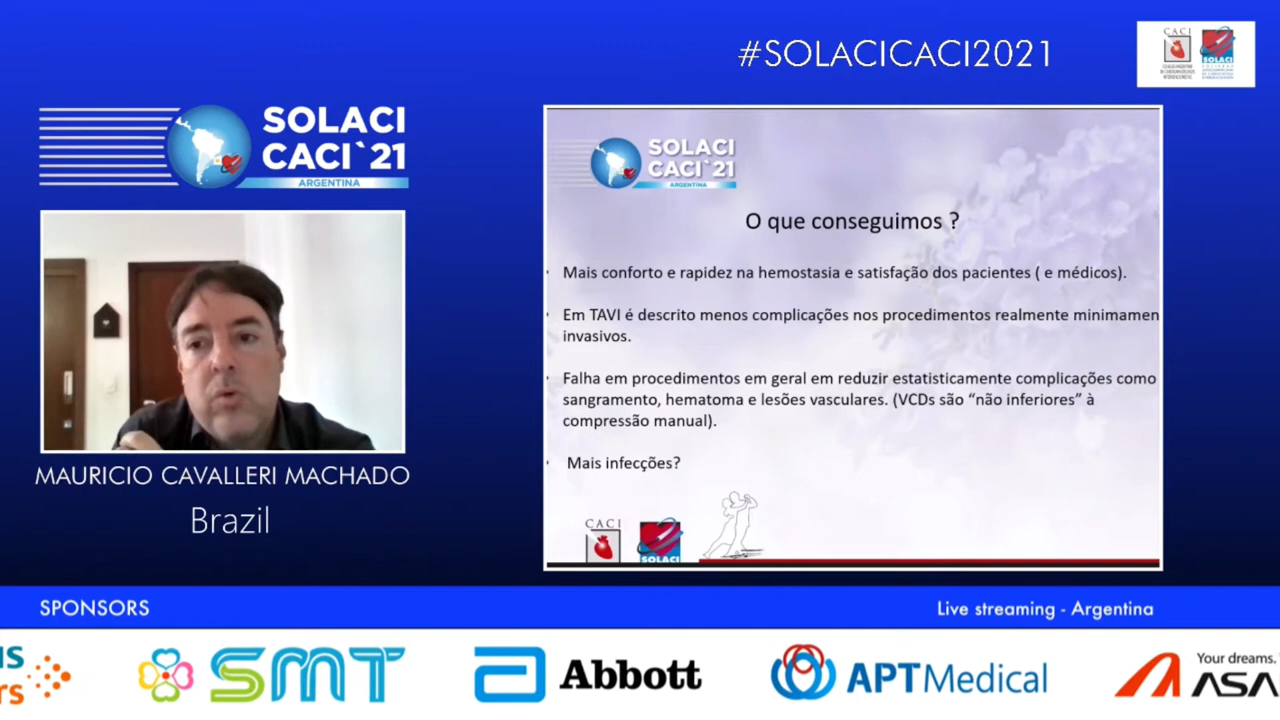 #SOLACICACI2021
CACI
SOLACI
SOLACI
CACI`21
ARGENTINA
MAURICIO CAVALLERI MACHADO
Brazil
SOLACI
CACI`21
ARGENTINA
O que conseguimos ?
Mais conforto e rapidez na hemostasia e satisfação dos pacientes ( e médicos).
Em TAVI é descrito menos complicações nos procedimentos realmente minimamen
invasivos.
Falha em procedimentos em geral em reduzir estatisticamente complicações como
sangramento, hematoma e lesões vasculares. (VCDs são “não inferiores” à
compressão manual).
Mais infecções?
CACI
SOLACI
SPONSORS
Live streaming - Argentina
SMT
Abbott
APTMedical
Your dreams.
ASA